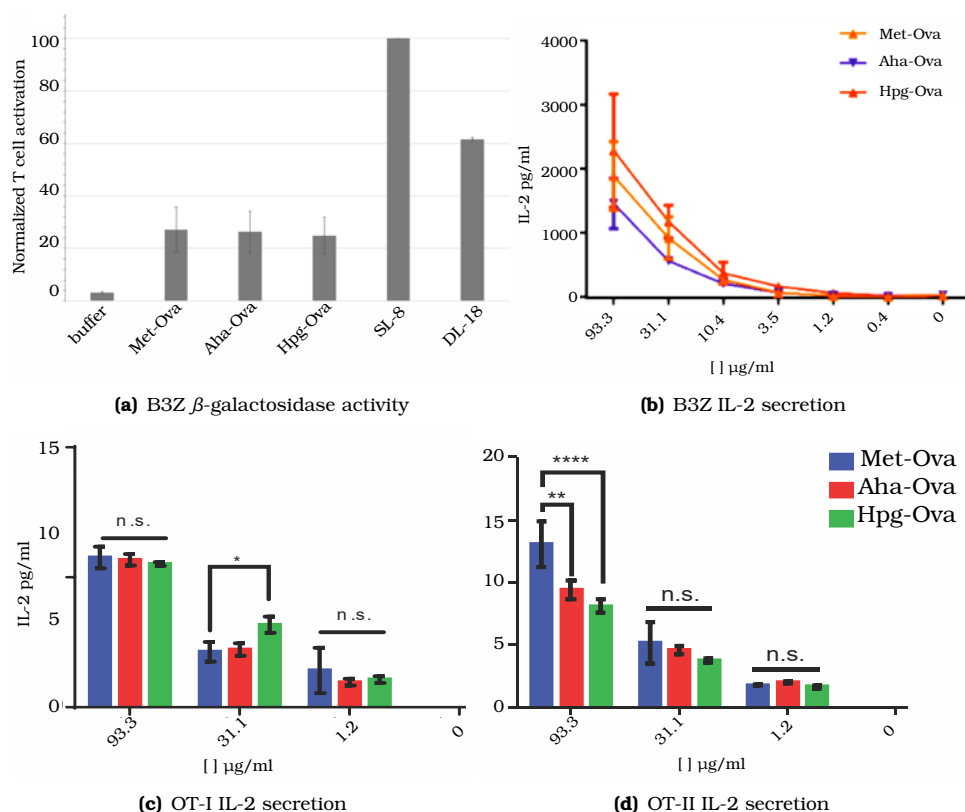 Normalized T cell activation
100
80
60
40
20
0
buffer
Met-Ova
Aha-Ova
Hpg-Ova
SL-8
DL-18
(a) B3Z β-galactosidase activity
IL-2 pg/ml
4000
3000
2000
1000
0
Met-Ova
Aha-Ova
Hpg-Ova
93.3
31.1
10.4
3.5
1.2
0.4
0
[ ] µg/ml
(b) B3Z IL-2 secretion
IL-2 pg/ml
15
10
5
0
n.s.
*
n.s.
93.3
31.1
1.2
0
[ ] µg/ml
(c) OT-I IL-2 secretion
20
15
10
5
0
****
**
n.s.
n.s.
Met-Ova
Aha-Ova
Hpg-Ova
93.3
31.1
1.2
0
[ ] µg/ml
(d) OT-II IL-2 secretion